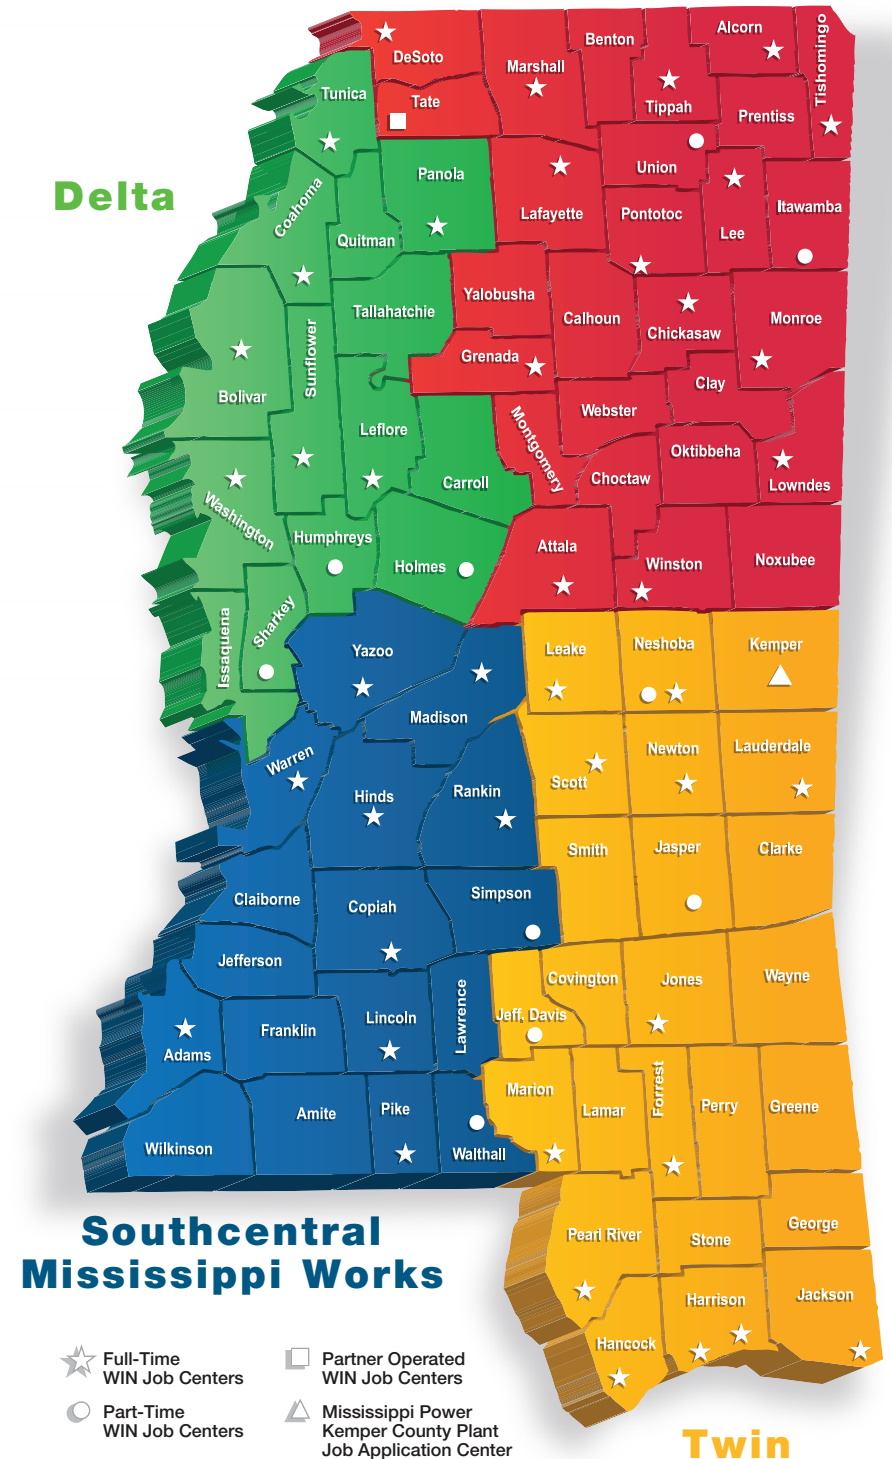 DeSoto
Marshall
Benton
Alcorn
Tishomingo
Tippah
Prentiss
Tunica
Tate
Panola
Union
Delta
Coahoma
Quitman
Lafayette
Pontotoc
Lee
Itawamba
Tallahatchie
Yalobusha
Calhoun
Chickasaw
Monroe
Bolivar
Sunflower
Grenada
Clay
Leflore
Carroll
Montgomery
Webster
Choctaw
Oktibbeha
Lowndes
Washington
Humphreys
Holmes
Attala
Winston
Noxubee
Issaquena
Sharkey
Yazoo
Madison
Leake
Neshoba
Kemper
Warren
Hinds
Rankin
Scott
Newton
Lauderdale
Smith
Jasper
Clarke
Claiborne
Copiah
Simpson
Jefferson
Lawrence
Covington
Jones
Wayne
Adams
Franklin
Lincoln
Jeff. Davis
Marion
Lamar
Forrest
Perry
Greene
Wilkinson
Amite
Pike
Walthall
Southcentral
Mississippi Works
Pearl River
Stone
George
Hancock
Harrison
Jackson
Full-Time
WIN Job Centers
Partner Operated
WIN Job Centers
Part-Time
WIN Job Centers
Mississippi Power
Kemper County Plant
Job Application Center
Twin